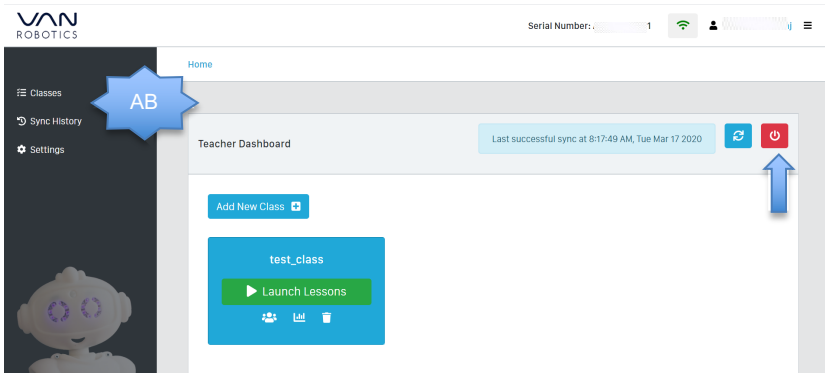 VAN
ROBOTICS
Serial Number: 1
Home
Classes
AB
Sync History
Settings
Teacher Dashboard
Last successful sync at 8:17:49 AM, Tue Mar 17 2020
Add New Class
test_class
Launch Lessons